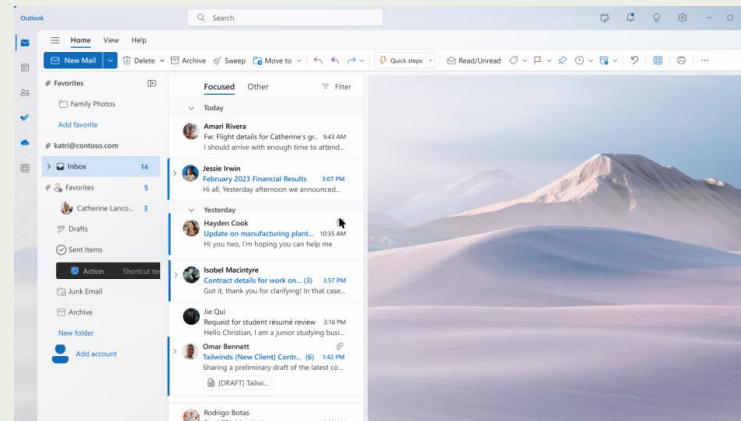 Outlook
Search
Home View Help
New Mail Delete Archive Sweep Move to Quick steps Read/Unread
Favorites
Family Photos
Add favorite
katri@contoso.com
Inbox 14
Favorites 5
Catherine Lanco... 3
Drafts
Sent Items
Action Shortcut te
Junk Email
Archive
New folder
Add account
Focused Other Filter
Today
Amari Rivera
Fw: Flight details for Catherine's gr.. 9:43 AM
I should arrive with enough time to attend...
Jessie Irwin
February 2023 Financial Results 3:07 PM
Hi all, Yesterday afternoon we announced...
Yesterday
Hayden Cook
Update on manufacturing plant... 10:35 AM
Hi you two, I'm hoping you can help me
Isobel Macintyre
Contract details for work on... (3) 3:57 PM
Got it, thank you for clarifying! In that case...
Jie Qui
Request for student résumé review 3:16 PM
Hello Christian, I am a junior studying busi...
Omar Bennett
Tailwinds (New Client) Contr... (6) 1:42 PM
Sharing a preliminary draft of the latest co...
[DRAFT] Tailwi...
Rodrigo Botas